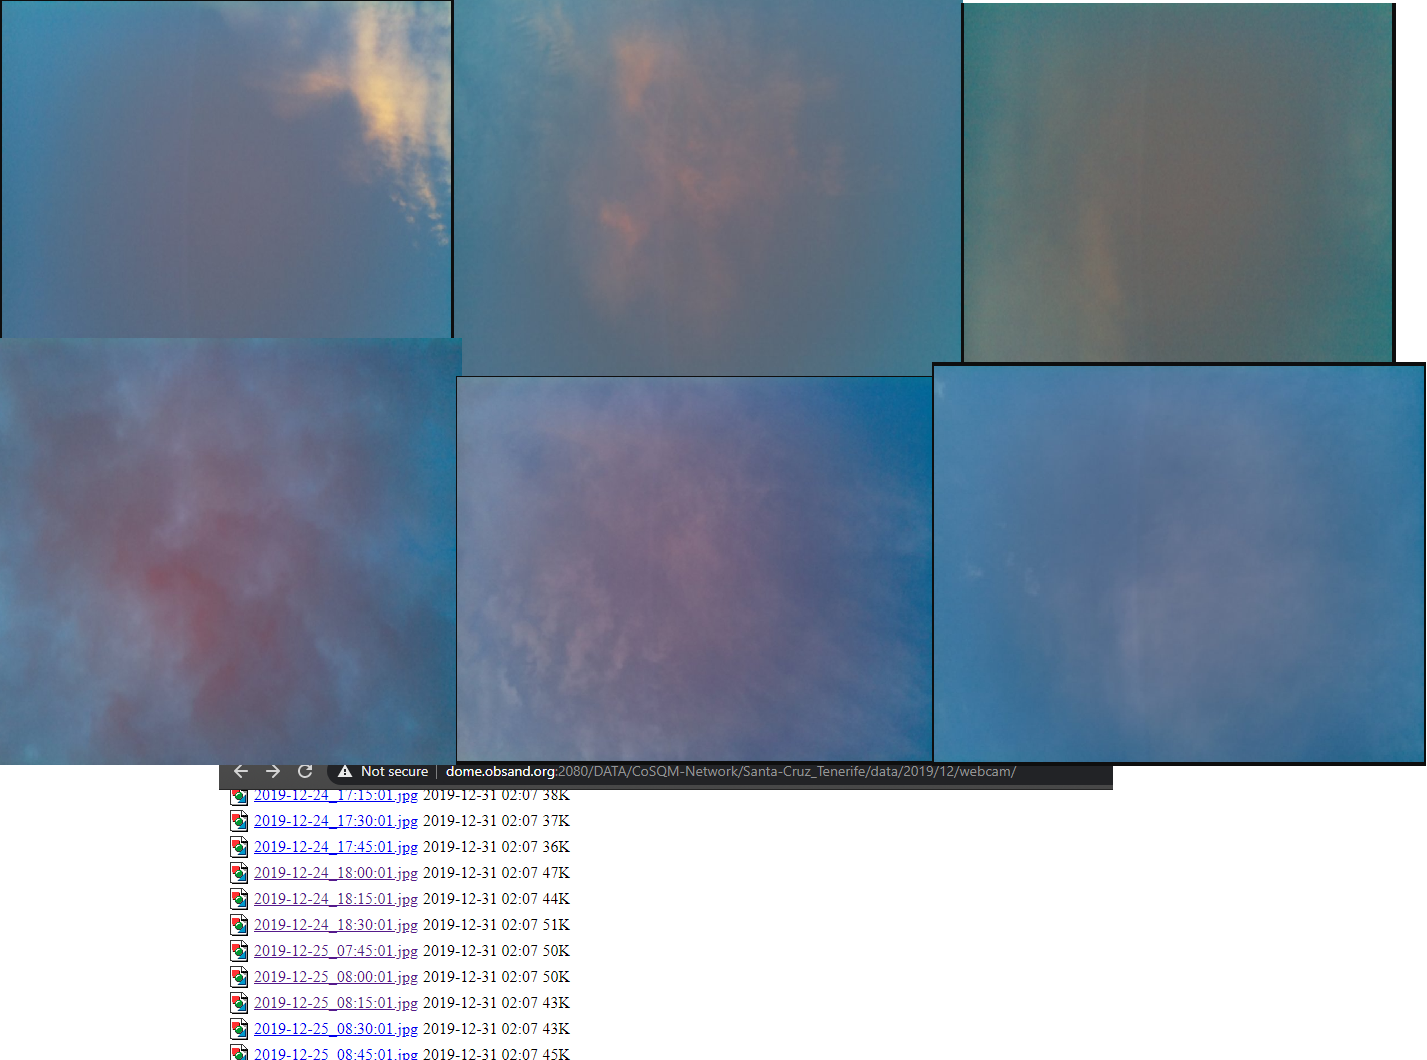 Not secure | dome.obsand.org:2080/DATA/CoSQM-Network/Santa-Cruz_Tenerife/data/2019/12/webcam/
2019-12-24_17:15:01.jpg 2019-12-31 02:07 38K
2019-12-24_17:30:01.jpg 2019-12-31 02:07 37K
2019-12-24_17:45:01.jpg 2019-12-31 02:07 36K
2019-12-24_18:00:01.jpg 2019-12-31 02:07 47K
2019-12-24_18:15:01.jpg 2019-12-31 02:07 44K
2019-12-24_18:30:01.jpg 2019-12-31 02:07 51K
2019-12-25_07:45:01.jpg 2019-12-31 02:07 50K
2019-12-25_08:00:01.jpg 2019-12-31 02:07 50K
2019-12-25_08:15:01.jpg 2019-12-31 02:07 43K
2019-12-25_08:30:01.jpg 2019-12-31 02:07 43K
2019-12-25_08:45:01.jpg 2019-12-31 02:07 45K